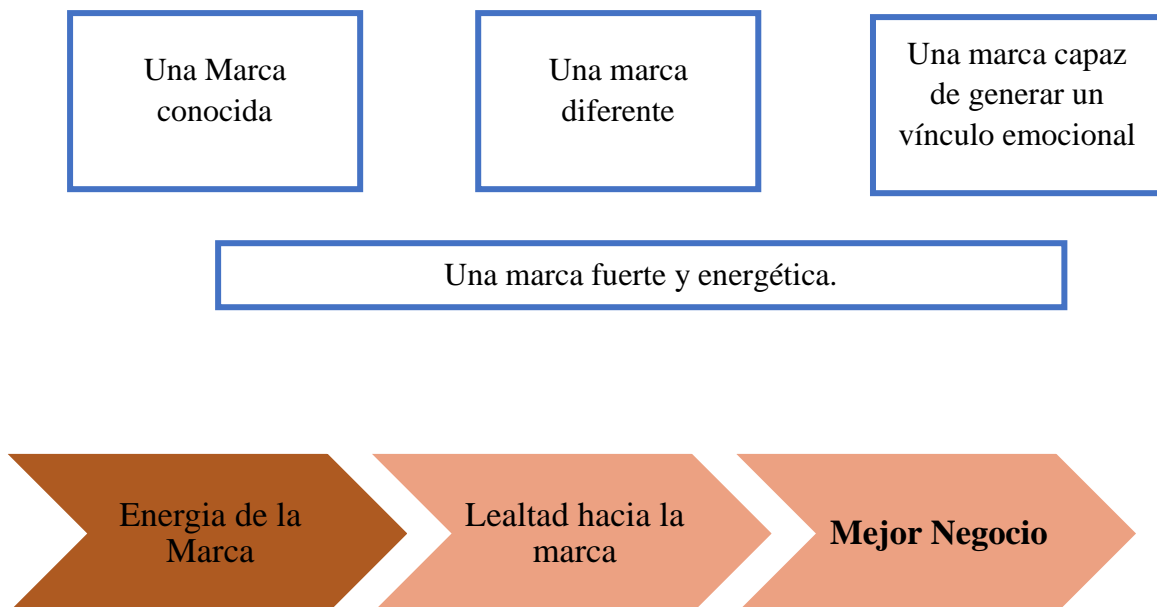 Una Marca
conocida
Una marca
diferente
Una marca capaz
de generar un
vínculo emocional
Una marca fuerte y energética.
Energia de la
Marca
Lealtad hacia la
marca
Mejor Negocio